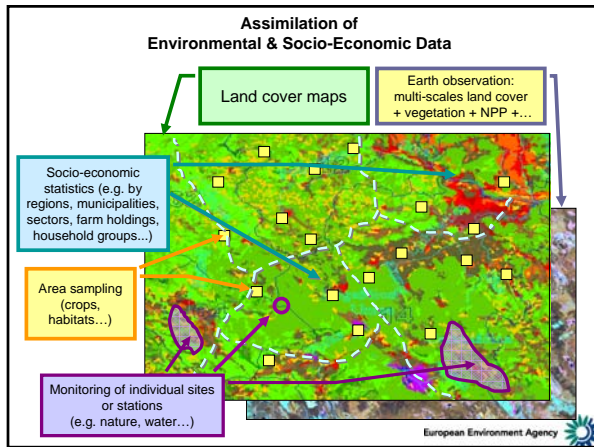 Assimilation of
Environmental & Socio-Economic Data
Land cover maps
Earth observation:
multi-scales land cover
+ vegetation + NPP +…
Socio-economic
statistics (e.g. by
regions, municipalities,
sectors, farm holdings,
household groups...)
Area sampling
(crops,
habitats…)
Monitoring of individual sites
or stations
(e.g. nature, water…)
European Environment Agency